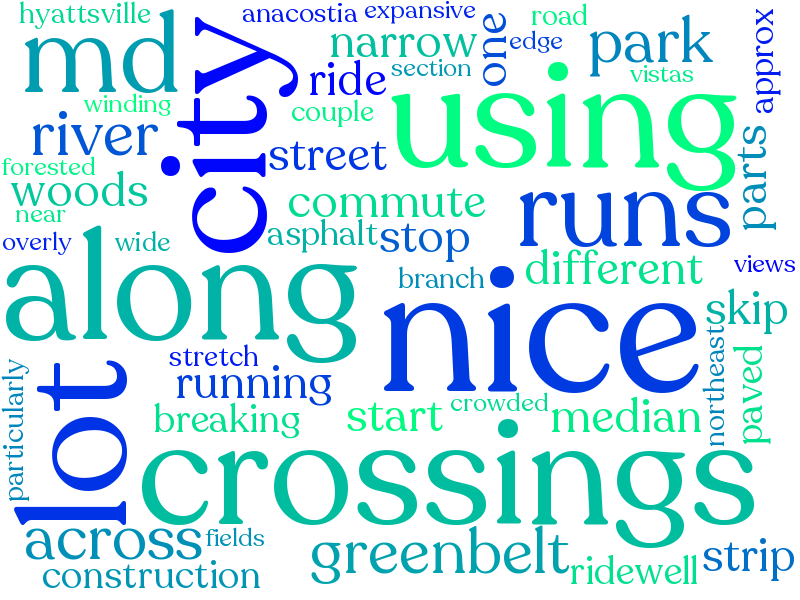 hyattsville
anacostia
expansive
road
md
city
narrow
one
edge
park
approx
ride
section
vistas
winding
couple
using
river
street
parts
forested
woods
near
commute
runs
overly
wide
asphalt
stop
different
views
along
branch
nice
skip
northeast
stretch
running
paved
particularly
lot
breaking
start
crowded
median
crossings
across
fields
greenbelt
ridewell
strip
construction